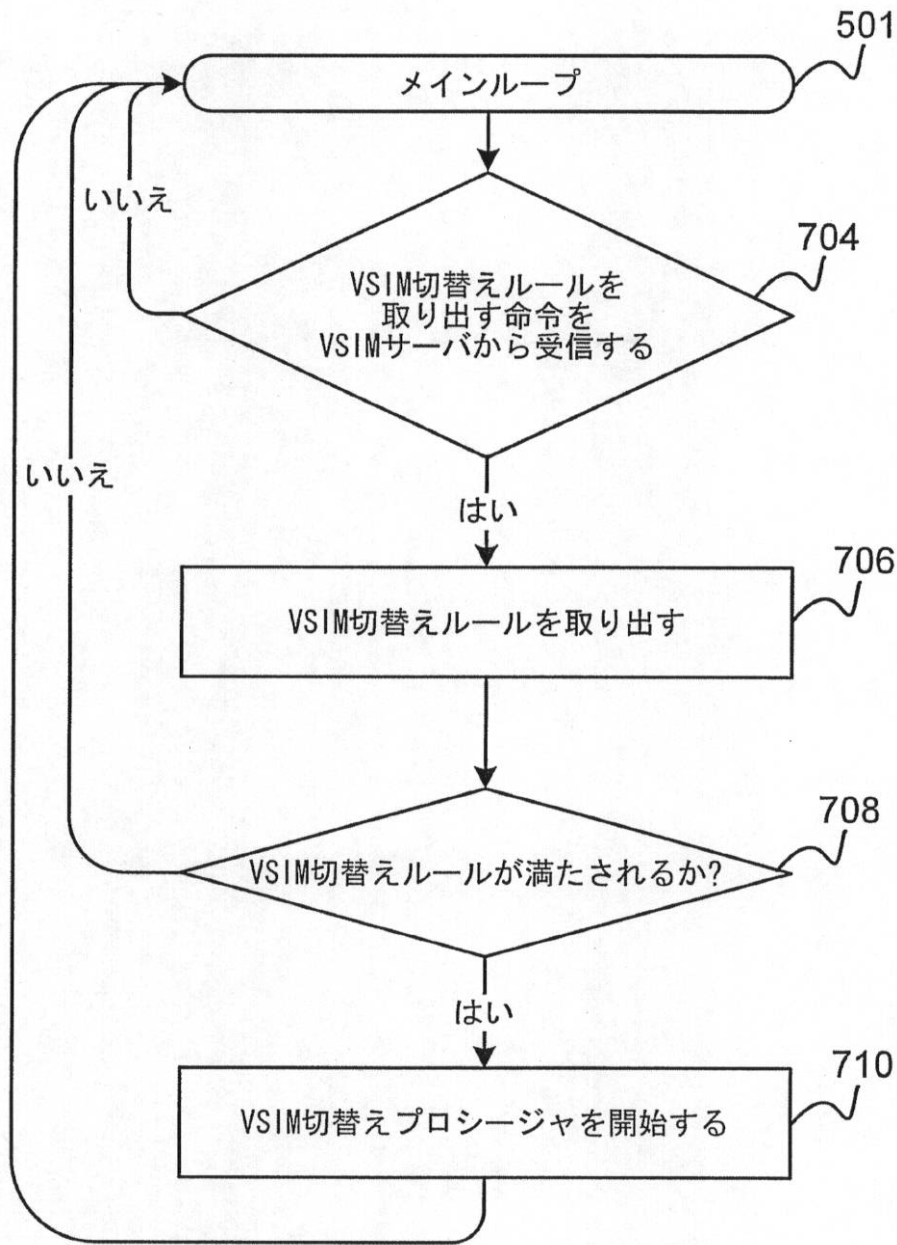 501
メインループ
いいえ
704
VSIM切替えルールを
取り出す命令を
VSIMサーバから受信する
いいえ
はい
706
VSIM切替えルールを取り出す
708
VSIM切替えルールが満たされるか?
はい
710
VSIM切替えプロシージャを開始する